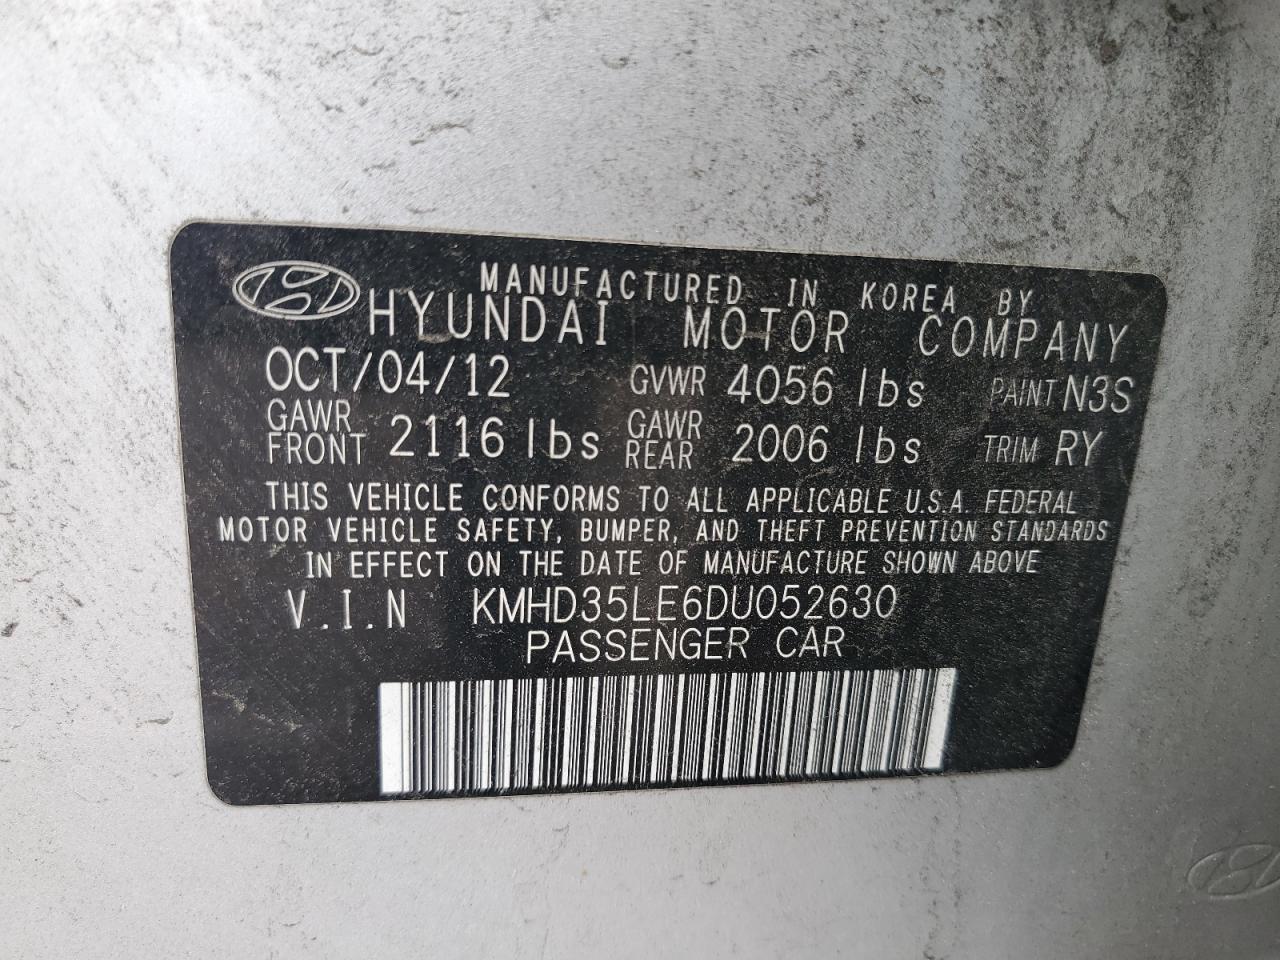 MANUFACTURED IN KOREA BY
HYUNDAI MOTOR COMPANY
OCT/04/12 GVWR 4056 lbs PAINT N3S
GAWR FRONT 2116 lbs GAWR REAR 2006 lbs TRIM RY
THIS VEHICLE CONFORMS TO ALL APPLICABLE U.S.A. FEDERAL
MOTOR VEHICLE SAFETY, BUMPER, AND THEFT PREVENTION STANDARDS
IN EFFECT ON THE DATE OF MANUFACTURE SHOWN ABOVE
V.I.N KMHD35LE6DU052630
PASSENGER CAR